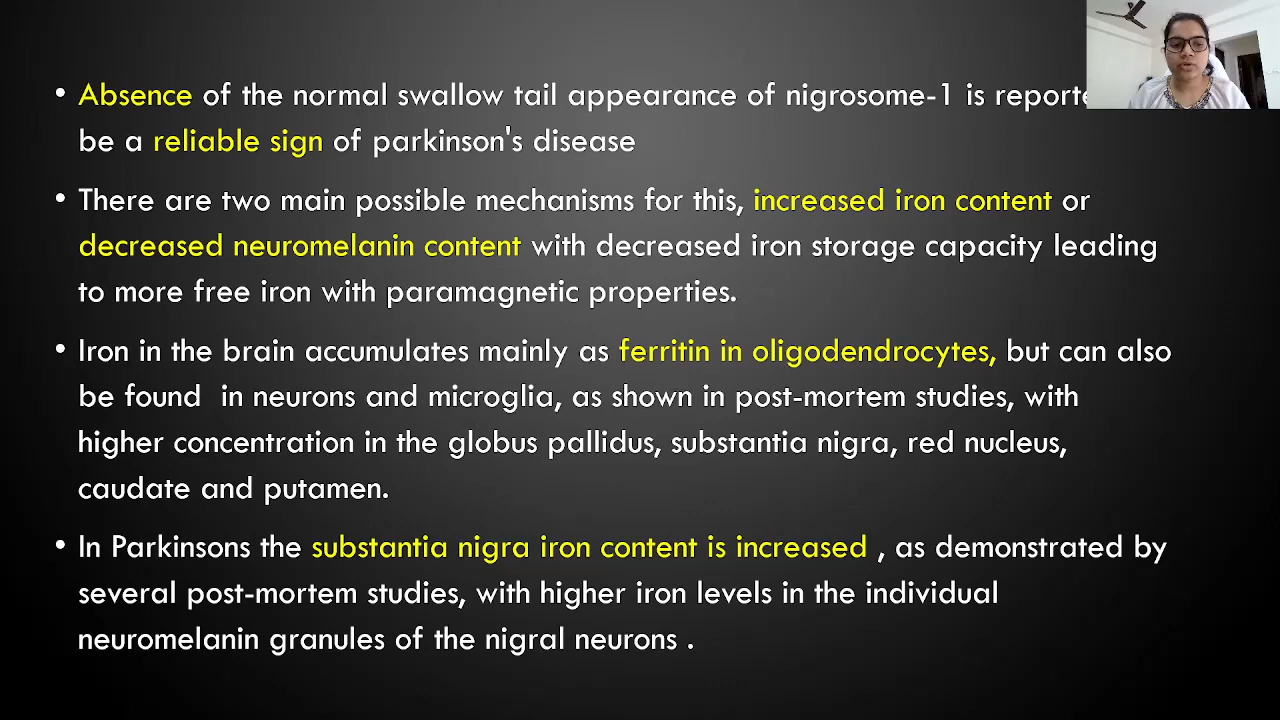 • Absence of the normal swallow tail appearance of nigrosome-1 is
be a reliable sign of parkinson's disease
• There are two main possible mechanisms for this, increased iron content or
decreased neuromelanin content with decreased iron storage capacity leading
to more free iron with paramagnetic properties.
• Iron in the brain accumulates mainly as ferritin in oligodendrocytes, but can also
be found in neurons and microglia, as shown in post-mortem studies, with
higher concentration in the globus pallidus, substantia nigra, red nucleus,
caudate and putamen.
• In Parkinsons the substantia nigra iron content is increased , as demonstrated by
several post-mortem studies, with higher iron levels in the individual
neuromelanin granules of the nigral neurons .